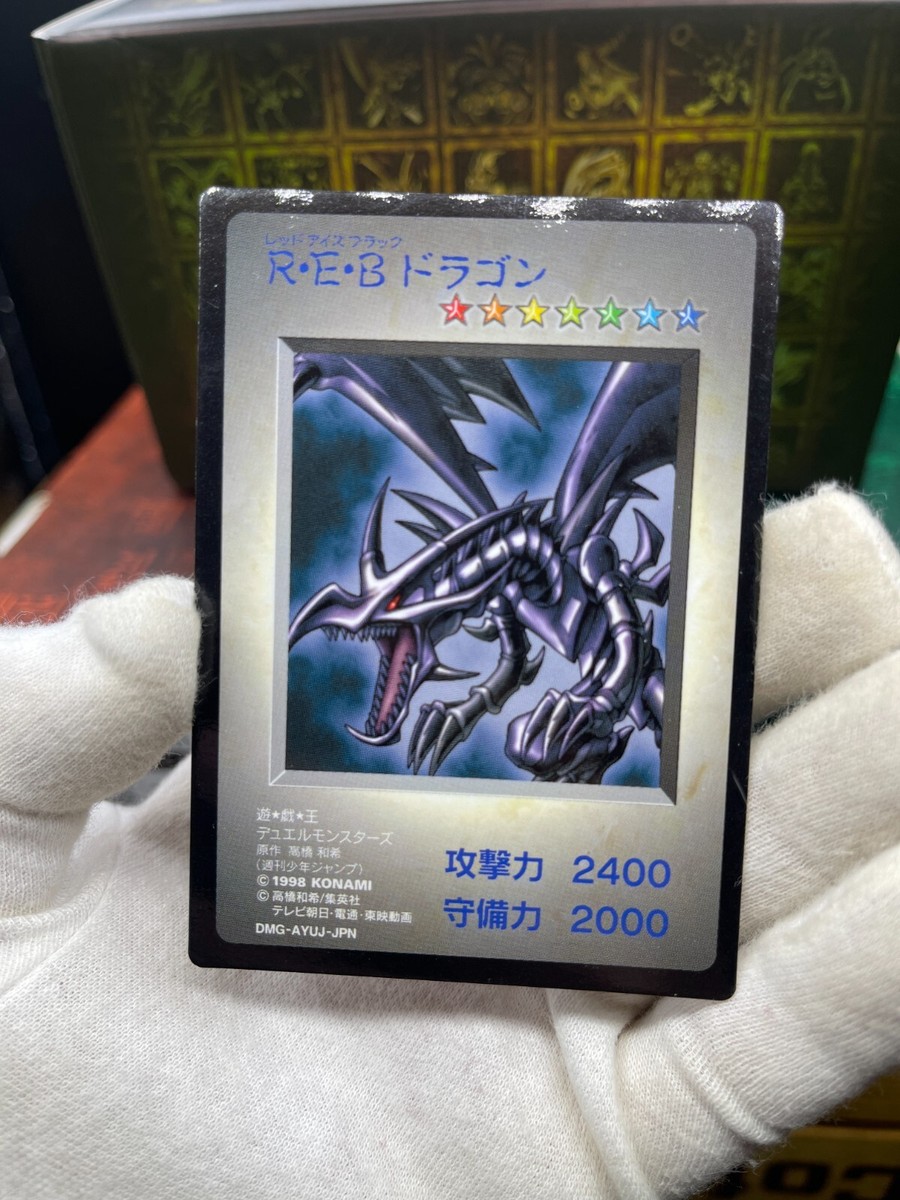 レッドアイズブラック
R・E・B ドラゴン
遊★戯★王
デュエルモンスターズ
原作 高橋 和希
(週刊少年ジャンプ)
© 1998 KONAMI
© 高橋和希/集英社
テレビ朝日・電通・東映動画
DMG-AYUJ-JPN
攻撃力 2400
守備力 2000